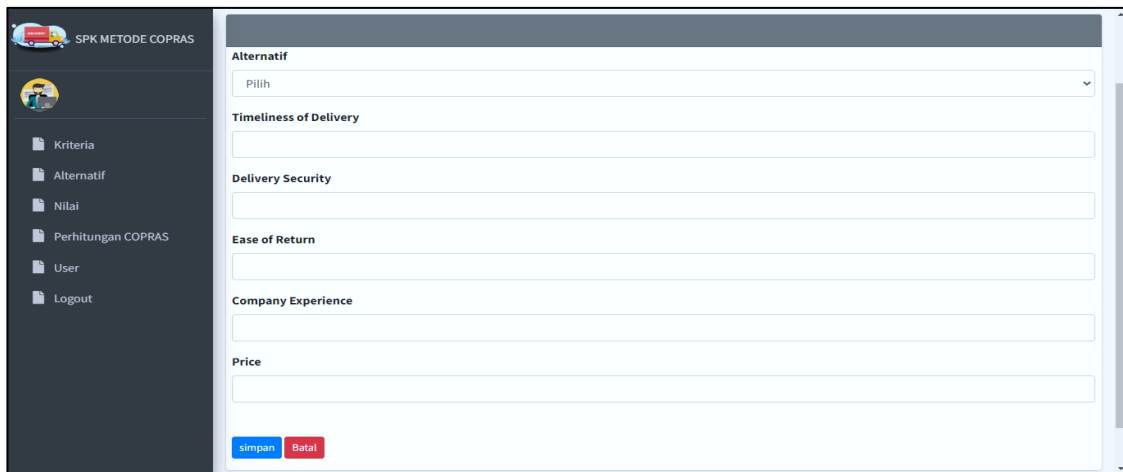 SPK METODE COPRAS
Kriteria
Alternatif
Nilai
Perhitungan COPRAS
User
Logout
Alternatif
Pilih
Timeliness of Delivery
Delivery Security
Ease of Return
Company Experience
Price
simpan Batal